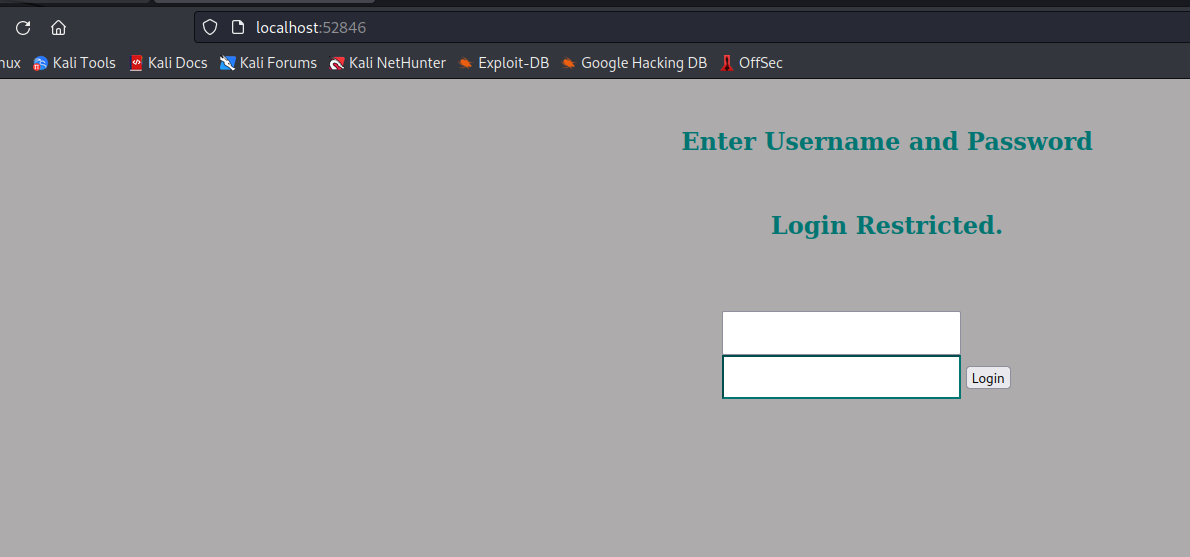 localhost:52846
nux Kali Tools Kali Docs Kali Forums Kali NetHunter Exploit-DB Google Hacking DB OffSec
Enter Username and Password
Login Restricted.
Login